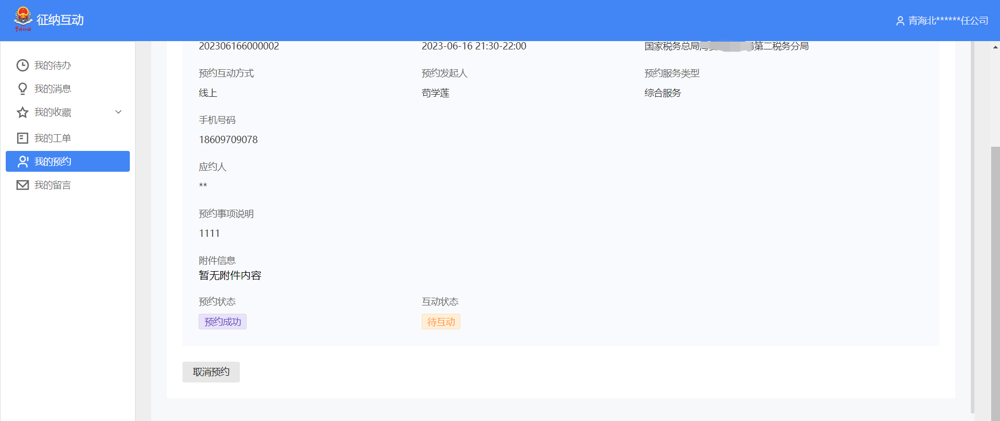 征纳互动
青海北******任公司
我的待办
我的消息
我的收藏
我的工单
我的预约
我的留言
202306166000002
2023-06-16 21:30-22:00
国家税务总局
第二税务分局
预约互动方式
预约发起人
预约服务类型
线上
苟学莲
综合服务
手机号码
18609709078
应约人
**
预约事项说明
1111
附件信息
暂无附件内容
预约状态
互动状态
预约成功
待互动
取消预约